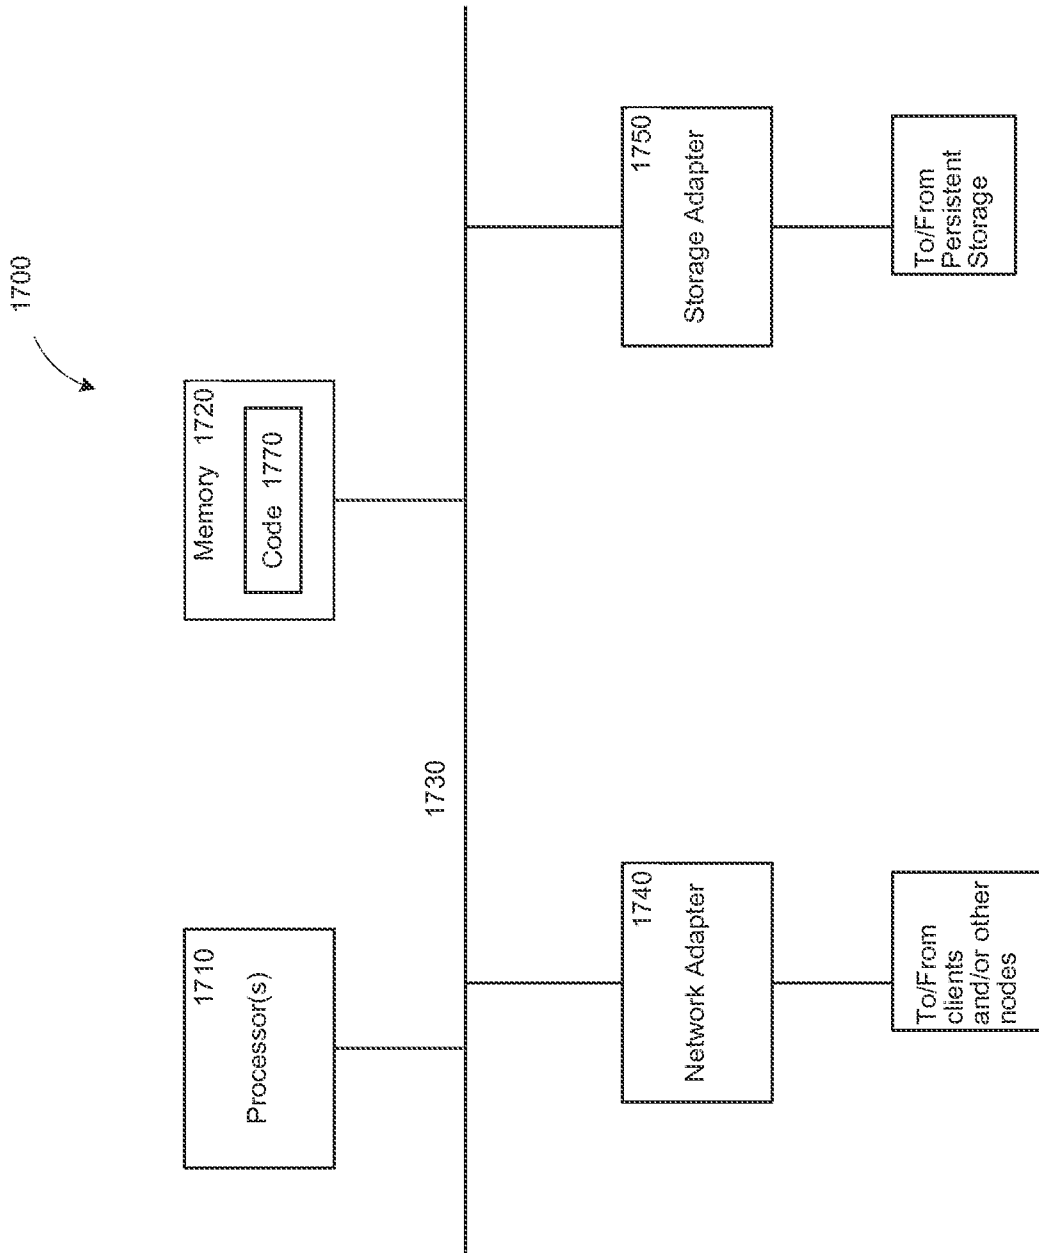 1700
1710
Processor(s)
Memory 1720
Code 1770
1730
1740
Network Adapter
1750
Storage Adapter
To/From
clients
and/or other
nodes
To/From
Persistent
Storage